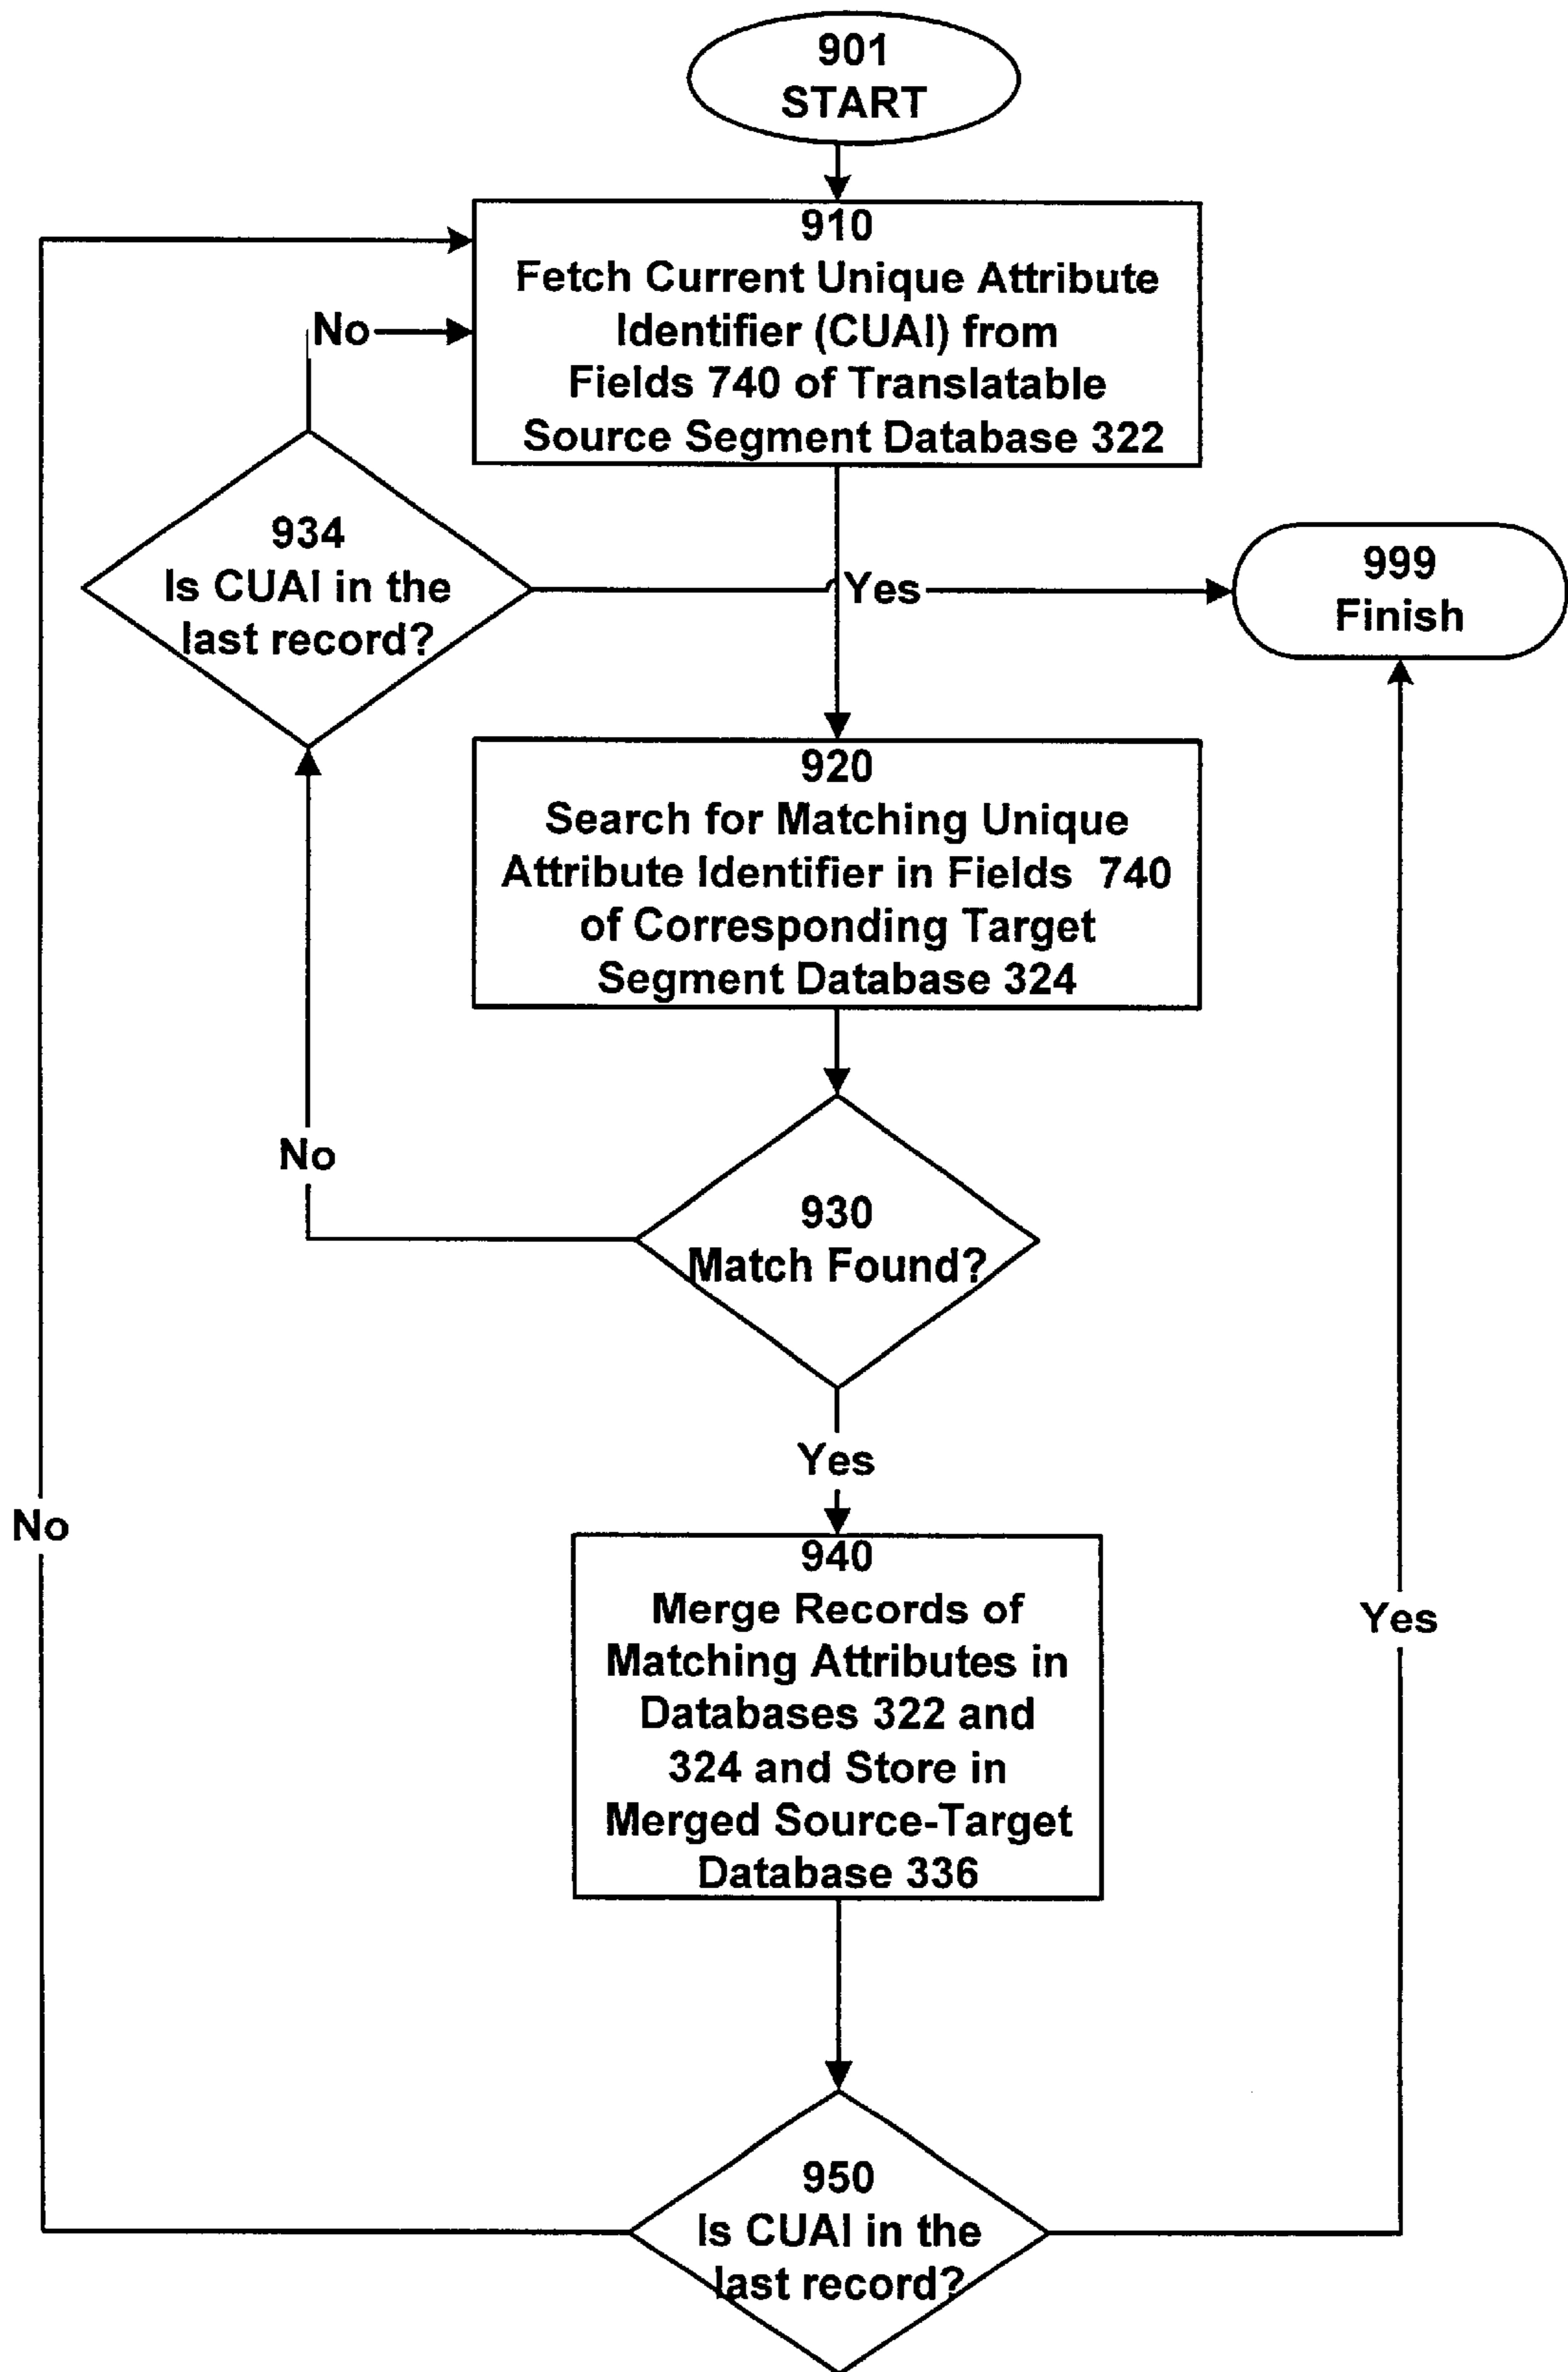 901
START
910
Fetch Current Unique Attribute
Identifier (CUAI) from
Fields 740 of Translatable
Source Segment Database 322
No
934
Is CUAI in the
last record?
Yes
999
Finish
920
Search for Matching Unique
Attribute Identifier in Fields 740
of Corresponding Target
Segment Database 324
No
930
Match Found?
Yes
No
940
Merge Records of
Matching Attributes in
Databases 322 and
324 and Store in
Merged Source-Target
Database 336
Yes
950
Is CUAI in the
last record?